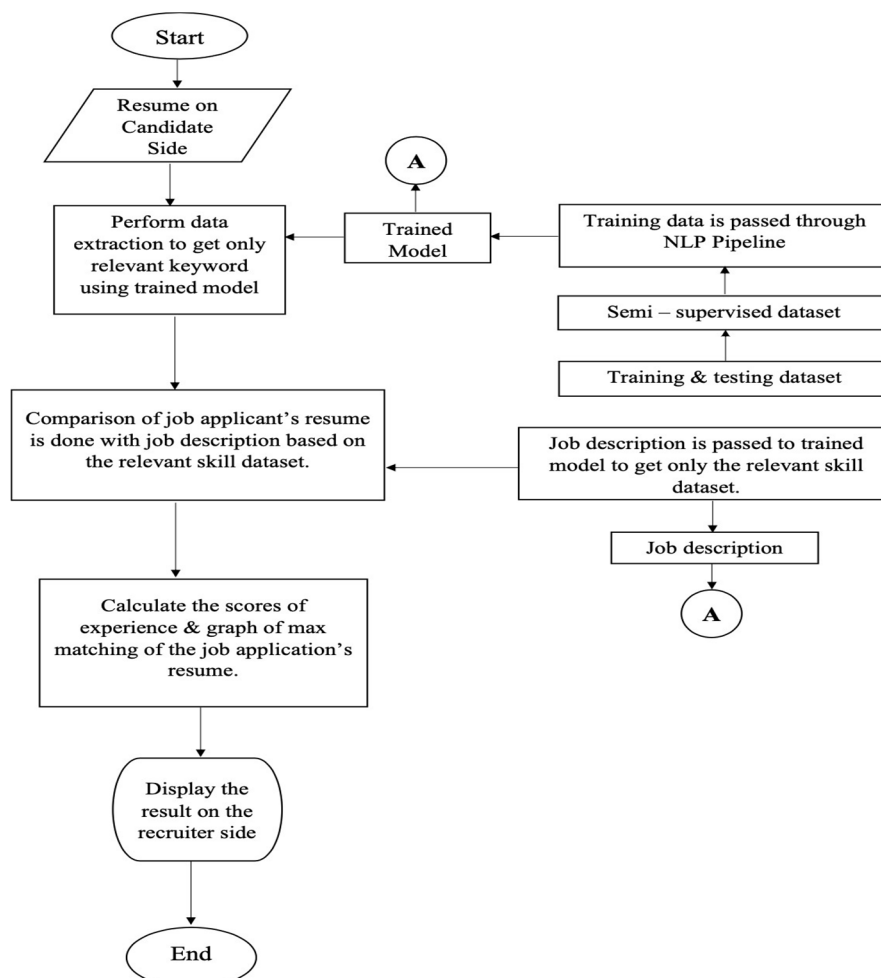 Start
Resume on
Candidate
Side
A
Perform data
extraction to get only
relevant keyword
using trained model
Trained
Model
Training data is passed through
NLP Pipeline
Semi – supervised dataset
Training & testing dataset
Comparison of job applicant’s resume
is done with job description based on
the relevant skill dataset.
Job description is passed to trained
model to get only the relevant skill
dataset.
Job description
A
Calculate the scores of
experience & graph of max
matching of the job application’s
resume.
Display the
result on the
recruiter side
End